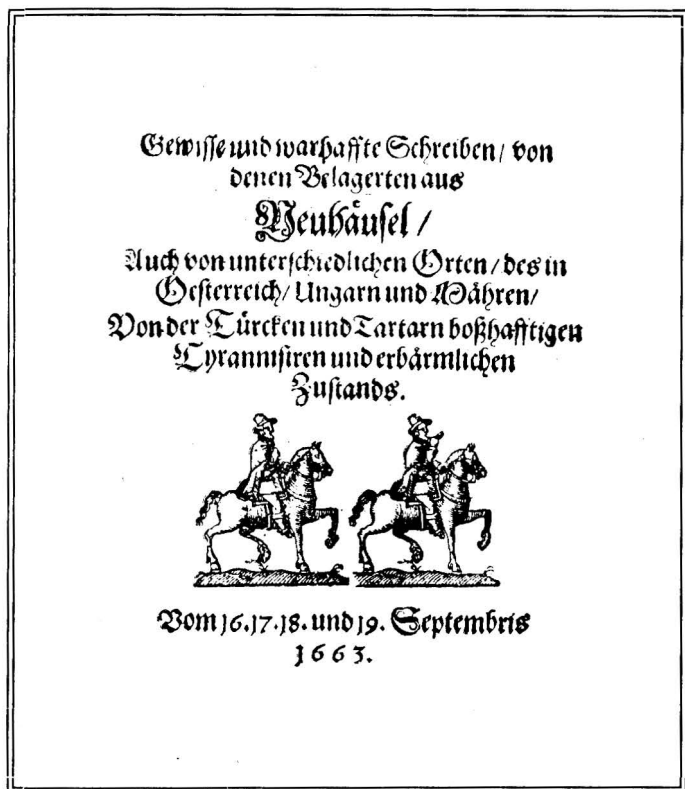 Gewisse und warhaffte Schreiben/ von
denen Belagerten aus
Neuhäusel/
Auch von unterschiedlichen Orten/ des in
Oesterreich/ Ungarn und Mähren/
Von der Türcken und Tartarn boßhafftigen
Tyrannisiren und erbärmlichen
Zustands.
Vom 16.17.18. und 19. Septembris
1663.